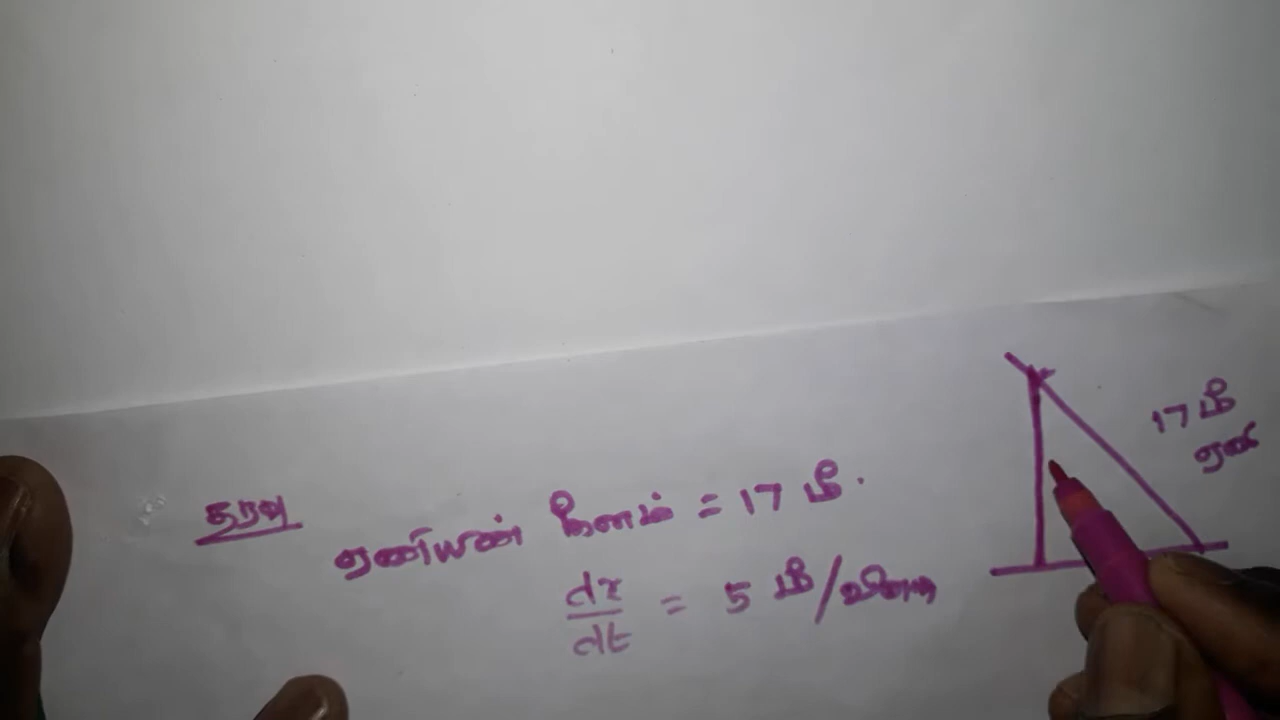 தரவு
ஏணியின் நீளம் = 17 மீ.
dx/dt = 5 மீ/வினாடி
17 மீ
ஏணி